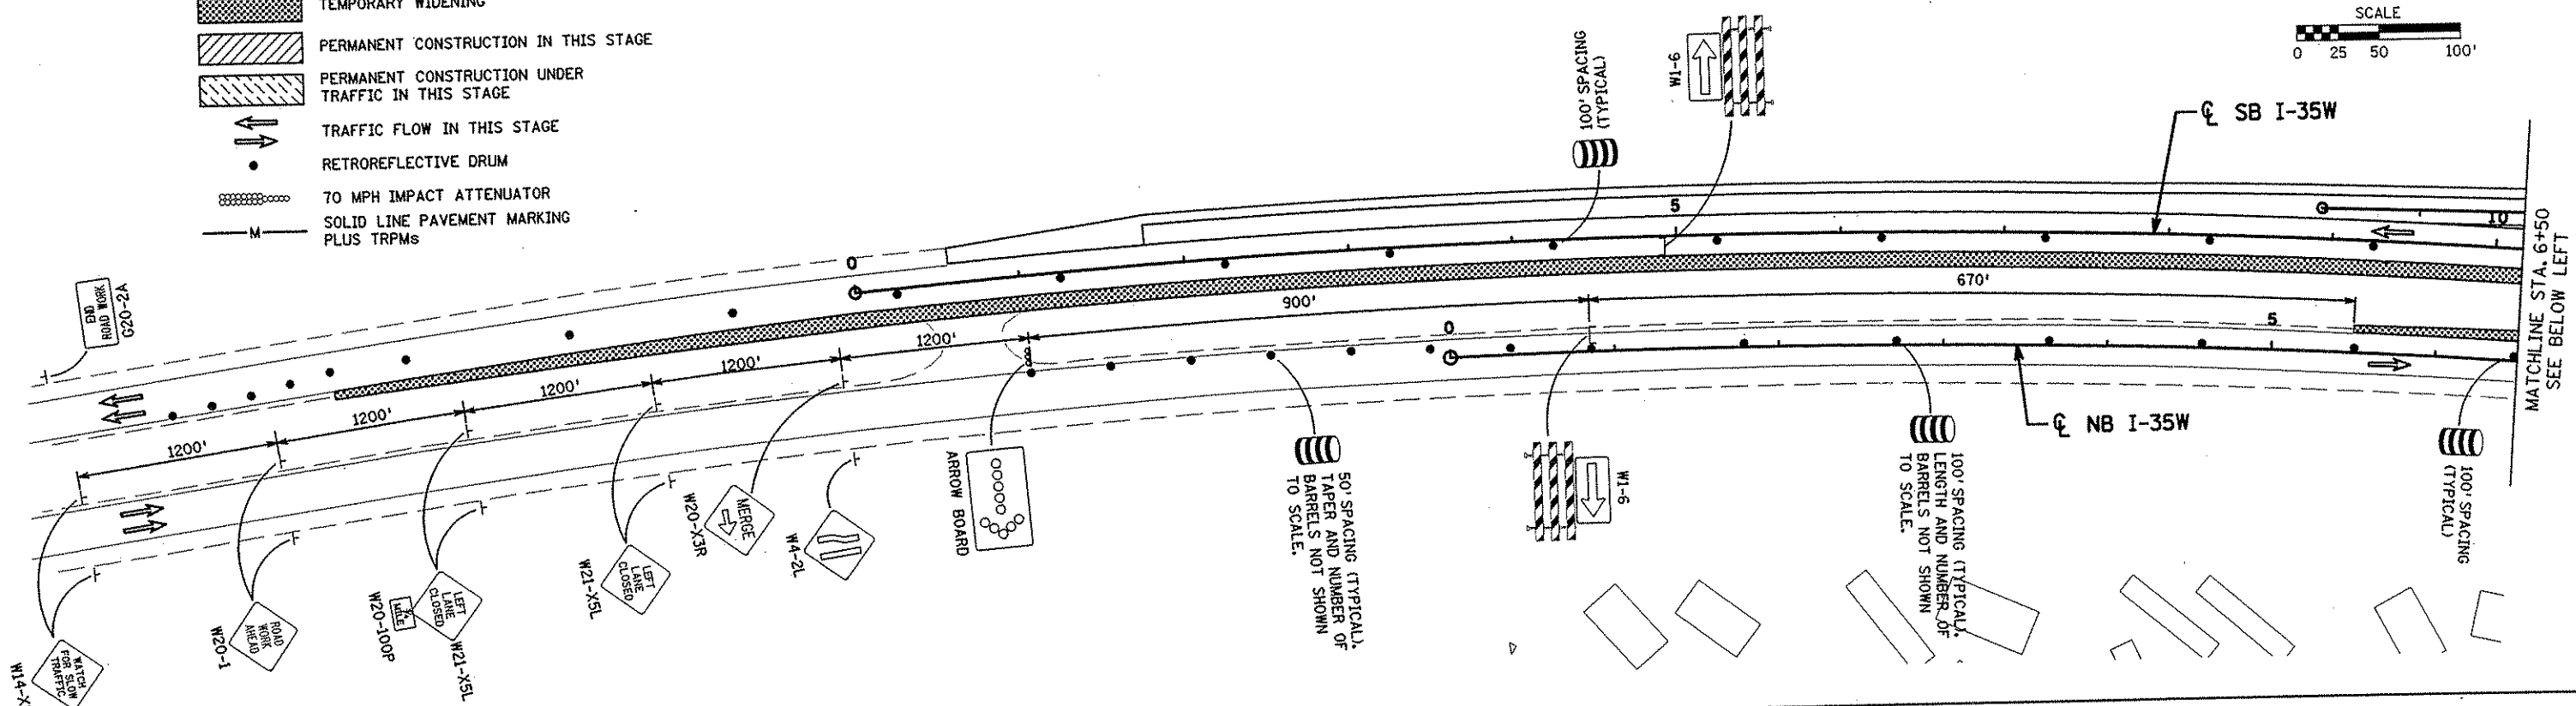 TEMPORARY WIDENING
PERMANENT CONSTRUCTION IN THIS STAGE
PERMANENT CONSTRUCTION UNDER
TRAFFIC IN THIS STAGE
TRAFFIC FLOW IN THIS STAGE
RETROREFLECTIVE DRUM
70 MPH IMPACT ATTENUATOR
M
SOLID LINE PAVEMENT MARKING
PLUS TRPMs
SCALE
0 25 50 100'
END
ROAD WORK
G20-2A
100' SPACING
(TYPICAL)
W1-6
℄ SB I-35W
0
5
10
MATCHLINE STA. 6+50
SEE BELOW LEFT
900'
670'
0
5
1200'
1200'
1200'
1200'
1200'
WATCH
FOR SLOW
TRAFFIC
W14-X
ROAD
WORK
AHEAD
W20-1
LEFT
LANE
CLOSED
W21-X5L
MILE
W20-100P
LEFT
LANE
CLOSED
W21-X5L
MERGE
W20-X3R
W4-2L
ARROW BOARD
50' SPACING (TYPICAL).
TAPER AND NUMBER OF
BARRELS NOT SHOWN
TO SCALE.
W1-6
100' SPACING (TYPICAL).
LENGTH AND NUMBER OF
BARRELS NOT SHOWN
TO SCALE.
℄ NB I-35W
100' SPACING
(TYPICAL)